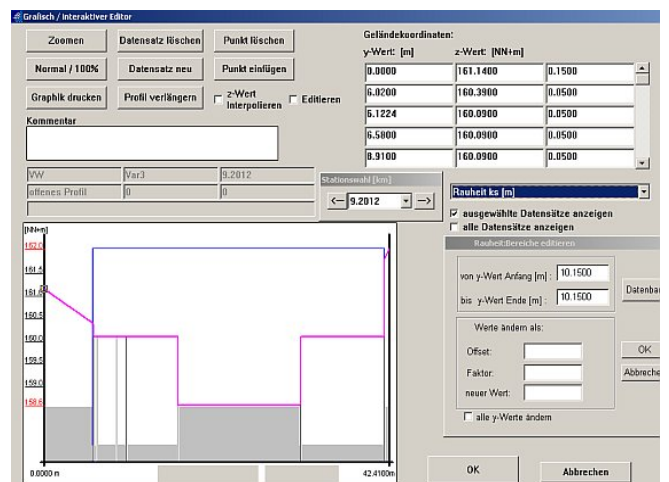 Grafisch / Interaktiver Editor
Zoomen
Datensatz löschen
Punkt löschen
Normal / 100%
Datensatz neu
Punkt einfügen
Graphik drucken
Profil verlängern
z-Wert Interpolieren
Editieren
Kommentar
Geländekoordinaten:
y-Wert: [m] z-Wert: [NN+m]
0.0000 161.1400 0.1500
6.0200 160.3900 0.0500
6.1224 160.0900 0.0500
6.5800 160.0900 0.0500
8.9100 160.0900 0.0500
VW Var3 9.2012
offenes Profil 0 0
Stationswahl [km]
<-- 9.2012 -->
Rauheit ks [m]
ausgewählte Datensätze anzeigen
alle Datensätze anzeigen
Rauheit:Bereiche editieren
von y-Wert Anfang [m] : 10.1500
bis y-Wert Ende [m] : 10.1500
Datenban
Werte ändern als:
Offset:
Faktor:
neuer Wert:
OK
Abbreche
alle y-Werte ändern
[NN+m]
161.5
160.5
160.0
159.5
159.0
158.6
0.0000 m
42.4100m
OK
Abbrechen